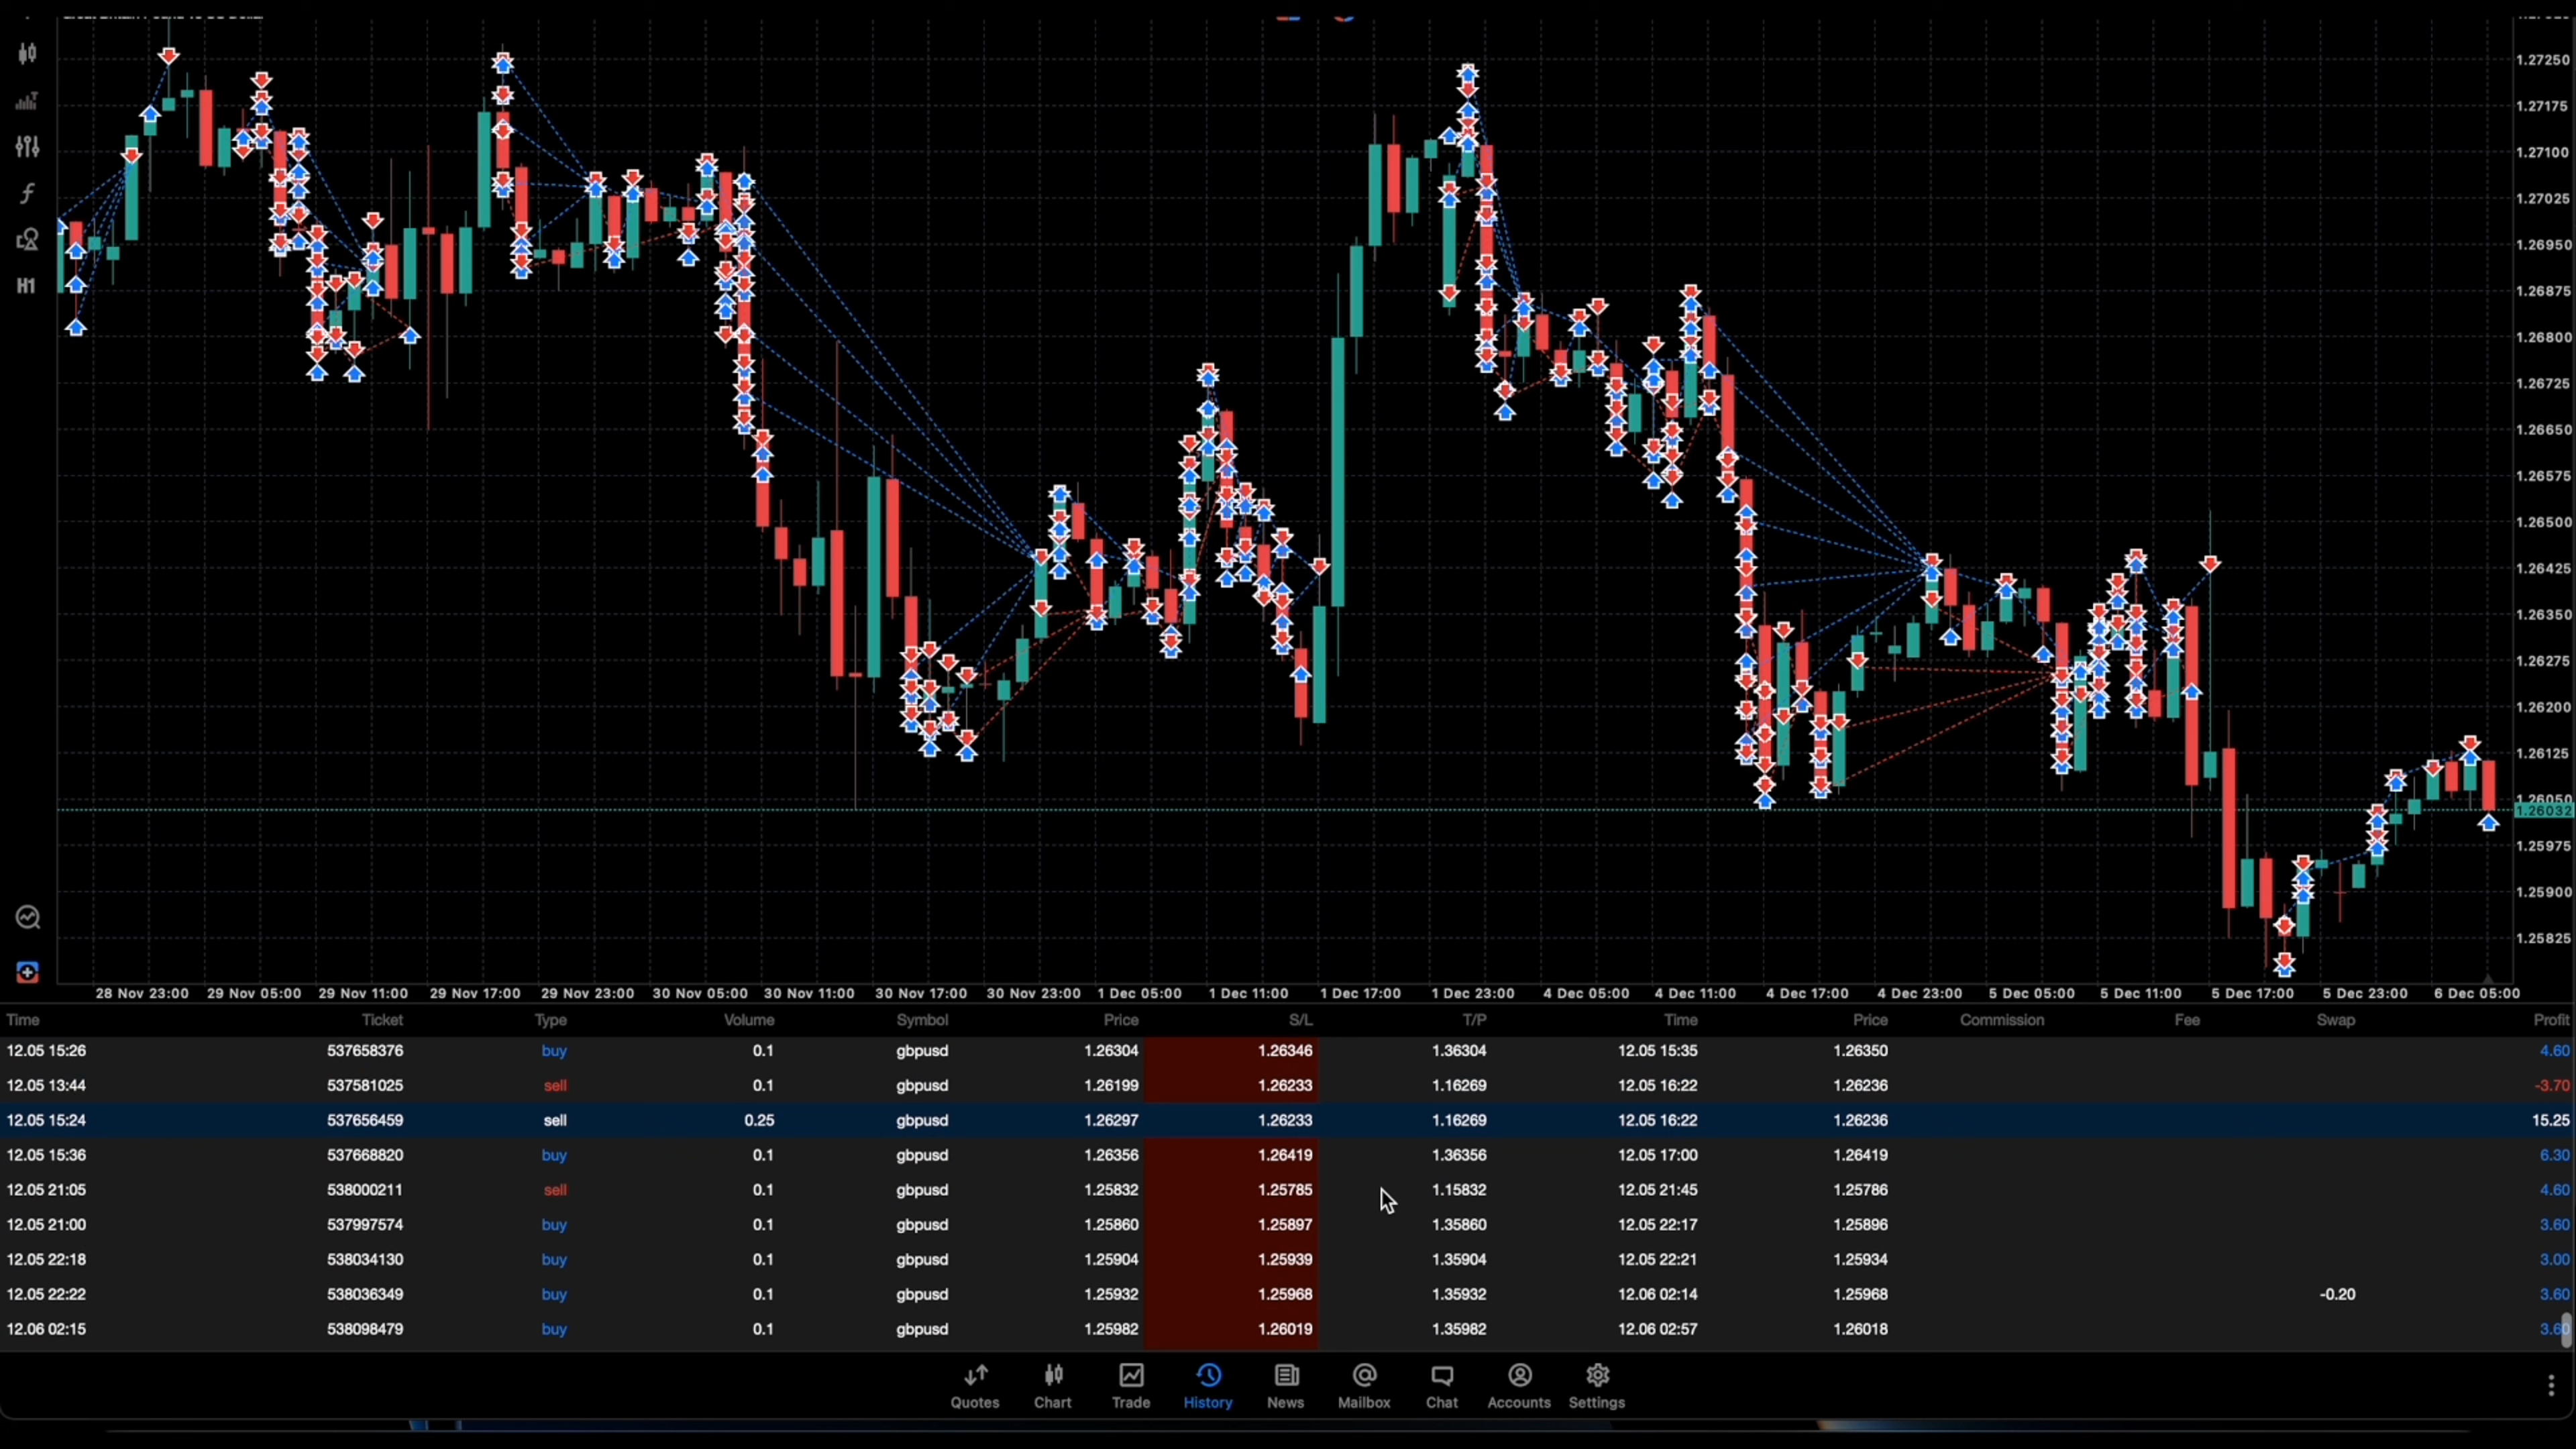 1.27250
1.27175
1.27100
1.27025
1.26950
1.26875
1.26800
1.26725
1.26650
1.26575
1.26500
1.26425
1.26350
1.26275
1.26200
1.26125
1.26050
1.26032
1.25975
1.25900
1.25825
H1
28 Nov 23:00 29 Nov 05:00 29 Nov 11:00 29 Nov 17:00 29 Nov 23:00 30 Nov 05:00 30 Nov 11:00 30 Nov 17:00 30 Nov 23:00 1 Dec 05:00 1 Dec 11:00 1 Dec 17:00 1 Dec 23:00 4 Dec 05:00 4 Dec 11:00 4 Dec 17:00 4 Dec 23:00 5 Dec 05:00 5 Dec 11:00 5 Dec 17:00 5 Dec 23:00 6 Dec 05:00
Time Ticket Type Volume Symbol Price S/L T/P Time Price Commission Fee Swap Profit
12.05 15:26 537658376 buy 0.1 gbpusd 1.26304 1.26346 1.36304 12.05 15:35 1.26350 4.60
12.05 13:44 537581025 sell 0.1 gbpusd 1.26199 1.26233 1.16269 12.05 16:22 1.26236 -3.70
12.05 15:24 537656459 sell 0.25 gbpusd 1.26297 1.26233 1.16269 12.05 16:22 1.26236 15.25
12.05 15:36 537668820 buy 0.1 gbpusd 1.26356 1.26419 1.36356 12.05 17:00 1.26419 6.30
12.05 21:05 538000211 sell 0.1 gbpusd 1.25832 1.25785 1.15832 12.05 21:45 1.25786 4.60
12.05 21:00 537997574 buy 0.1 gbpusd 1.25860 1.25897 1.35860 12.05 22:17 1.25896 3.60
12.05 22:18 538034130 buy 0.1 gbpusd 1.25904 1.25939 1.35904 12.05 22:21 1.25934 3.00
12.05 22:22 538036349 buy 0.1 gbpusd 1.25932 1.25968 1.35932 12.06 02:14 1.25968 -0.20 3.60
12.06 02:15 538098479 buy 0.1 gbpusd 1.25982 1.26019 1.35982 12.06 02:57 1.26018 3.60
Quotes Chart Trade History News Mailbox Chat Accounts Settings